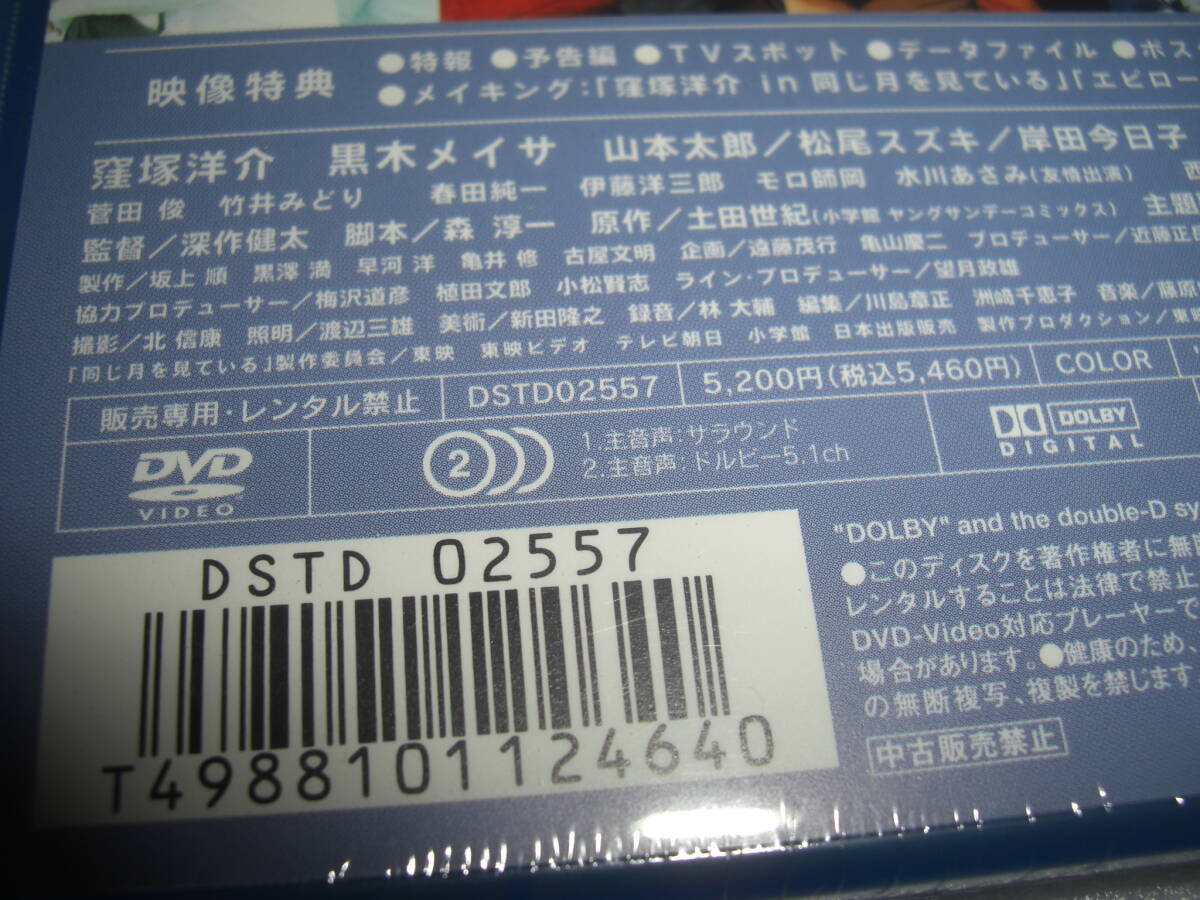 映像特典
●特報 ●予告編 ●TVスポット ●データファイル ●ポス
●メイキング:「窪塚洋介 in 同じ月を見ている」「エピロー
窪塚洋介 黒木メイサ 山本太郎/松尾スズキ/岸田今日子
菅田 俊 竹井みどり 春田純一 伊藤洋三郎 モロ師岡 水川あさみ(友情出演) 西
監督/深作健太 脚本/森 淳一 原作/土田世紀(小学館 ヤングサンデーコミックス) 主題
製作/坂上 順 黒澤 満 早河 洋 亀井 修 古屋文明 企画/遠藤茂行 亀山慶二 プロデューサー/近藤正岳
協力プロデューサー/梅沢道彦 植田文郎 小松賢志 ライン・プロデューサー/望月政雄
撮影/北 信康 照明/渡辺三雄 美術/新田隆之 録音/林 大輔 編集/川島章正 洲崎千恵子 音楽/藤原
「同じ月を見ている」製作委員会/東映 東映ビデオ テレビ朝日 小学館 日本出版販売 製作プロダクション/東
販売専用・レンタル禁止 DSTD02557 5,200円(税込5,460円) COLOR
DVD VIDEO
2
1.主音声:サラウンド
2.主音声:ドルビー5.1ch
DOLBY DIGITAL
DSTD 02557
T4988101124640
"DOLBY" and the double-D sy
●このディスクを著作権者に無
レンタルすることは法律で禁止
DVD-Video対応プレーヤーで
場合があります。●健康のため、
の無断複写、複製を禁じます
中古販売禁止